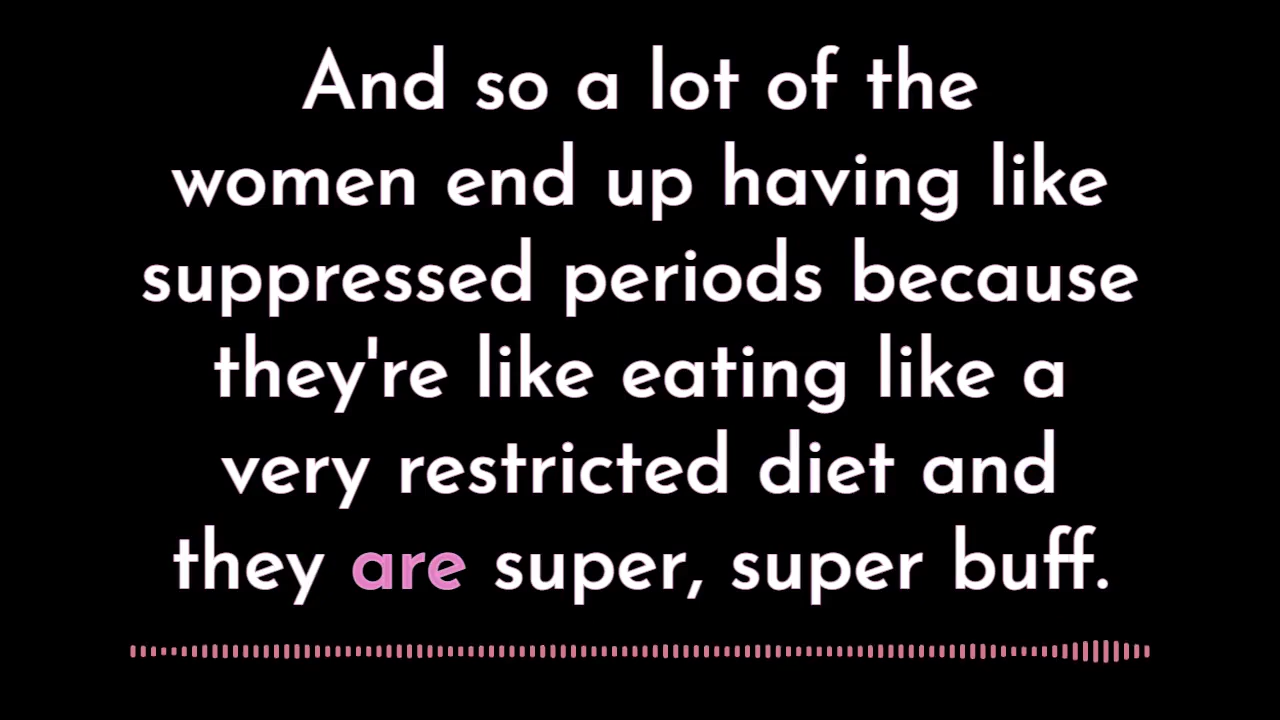 And so a lot of the
women end up having like
suppressed periods because
they're like eating like a
very restricted diet and
they are super, super buff.